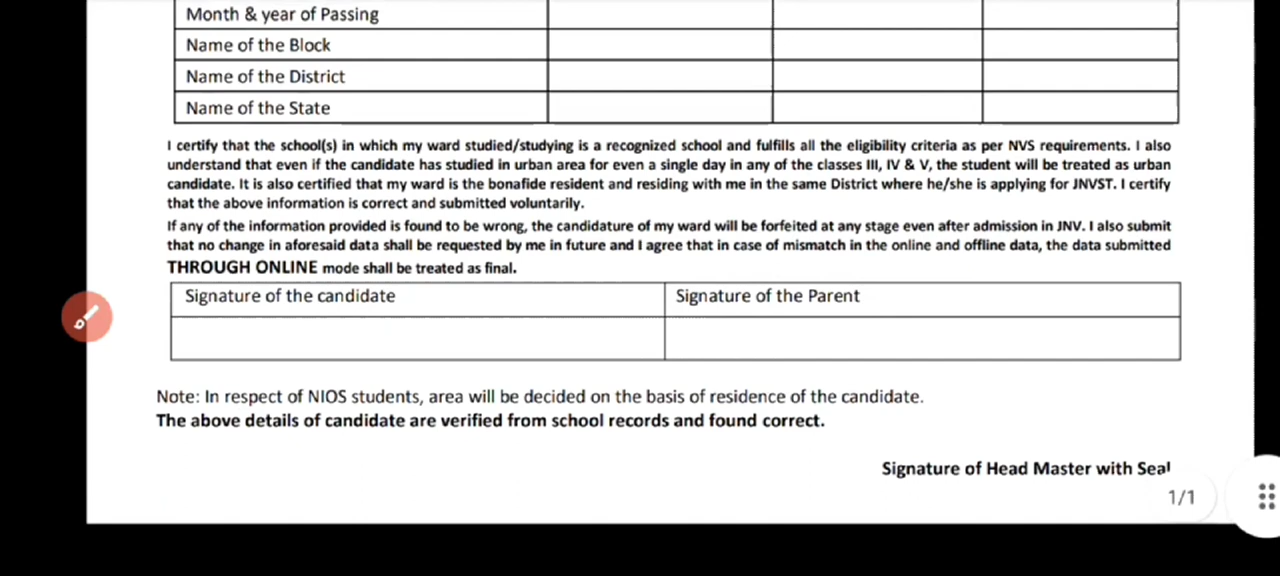 Month & year of Passing
Name of the Block
Name of the District
Name of the State
I certify that the school(s) in which my ward studied/studying is a recognized school and fulfills all the eligibility criteria as per NVS requirements. I also
understand that even if the candidate has studied in urban area for even a single day in any of the classes III, IV & V, the student will be treated as urban
candidate. It is also certified that my ward is the bonafide resident and residing with me in the same District where he/she is applying for JNVST. I certify
that the above information is correct and submitted voluntarily.
If any of the information provided is found to be wrong, the candidature of my ward will be forfeited at any stage even after admission in JNV. I also submit
that no change in aforesaid data shall be requested by me in future and I agree that in case of mismatch in the online and offline data, the data submitted
THROUGH ONLINE mode shall be treated as final.
Signature of the candidate Signature of the Parent
Note: In respect of NIOS students, area will be decided on the basis of residence of the candidate.
The above details of candidate are verified from school records and found correct.
Signature of Head Master with Seal
1/1